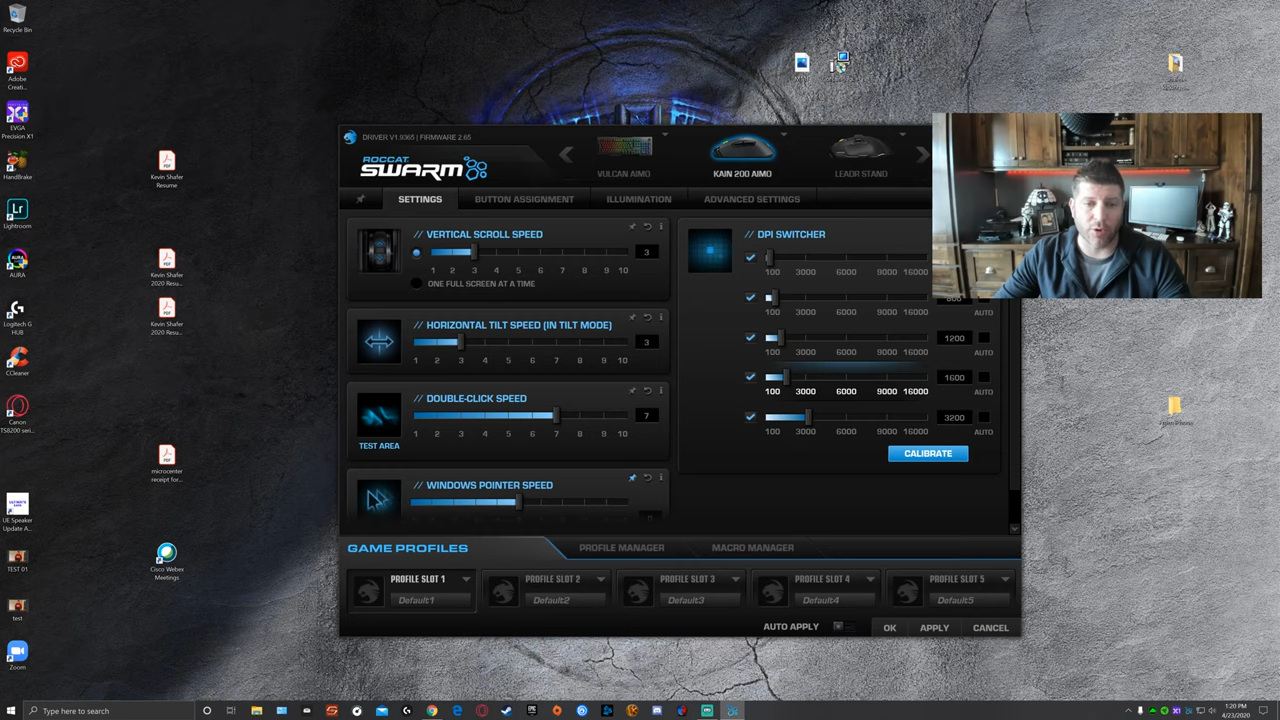 Recycle Bin
Adobe
Creati...
EVGA
Precision X1
HandBrake
Lr
Lightroom
AURA
Logitech G
HUB
CCleaner
Canon
TS8200 seri...
UE Speaker
Update A...
TEST 01
test
Zoom
Kevin Shafer
Resume
Kevin Shafer
2020 Resu...
Kevin Shafer
2020 Resu...
microcenter
receipt for...
Cisco Webex
Meetings
DRIVER V1.9365 | FIRMWARE 2.65
ROCCAT
SWARM
VULCAN AIMO
KAIN 200 AIMO
LEADR STAND
SETTINGS
BUTTON ASSIGNMENT
ILLUMINATION
ADVANCED SETTINGS
// VERTICAL SCROLL SPEED
3
1 2 3 4 5 6 7 8 9 10
ONE FULL SCREEN AT A TIME
// HORIZONTAL TILT SPEED (IN TILT MODE)
3
1 2 3 4 5 6 7 8 9 10
// DOUBLE-CLICK SPEED
7
1 2 3 4 5 6 7 8 9 10
TEST AREA
// WINDOWS POINTER SPEED
// DPI SWITCHER
100 3000 6000 9000 16000
100 3000 6000 9000 16000 AUTO
1200
100 3000 6000 9000 16000 AUTO
1600
100 3000 6000 9000 16000 AUTO
3200
100 3000 6000 9000 16000 AUTO
CALIBRATE
GAME PROFILES
PROFILE MANAGER
MACRO MANAGER
PROFILE SLOT 1
Default1
PROFILE SLOT 2
Default2
PROFILE SLOT 3
Default3
PROFILE SLOT 4
Default4
PROFILE SLOT 5
Default5
AUTO APPLY
OK
APPLY
CANCEL
Type here to search
1:20 PM
4/23/2020